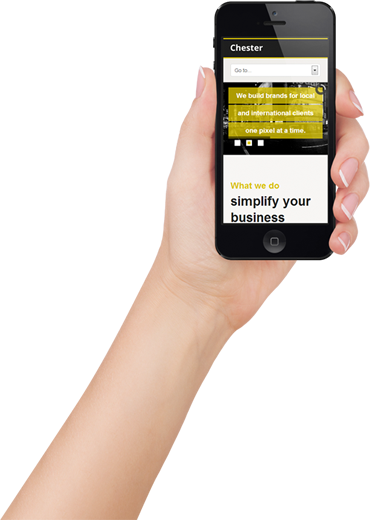 Chester
Go to...
We build brands for local
and international clients
one pixel at a time.
What we do
simplify your
business